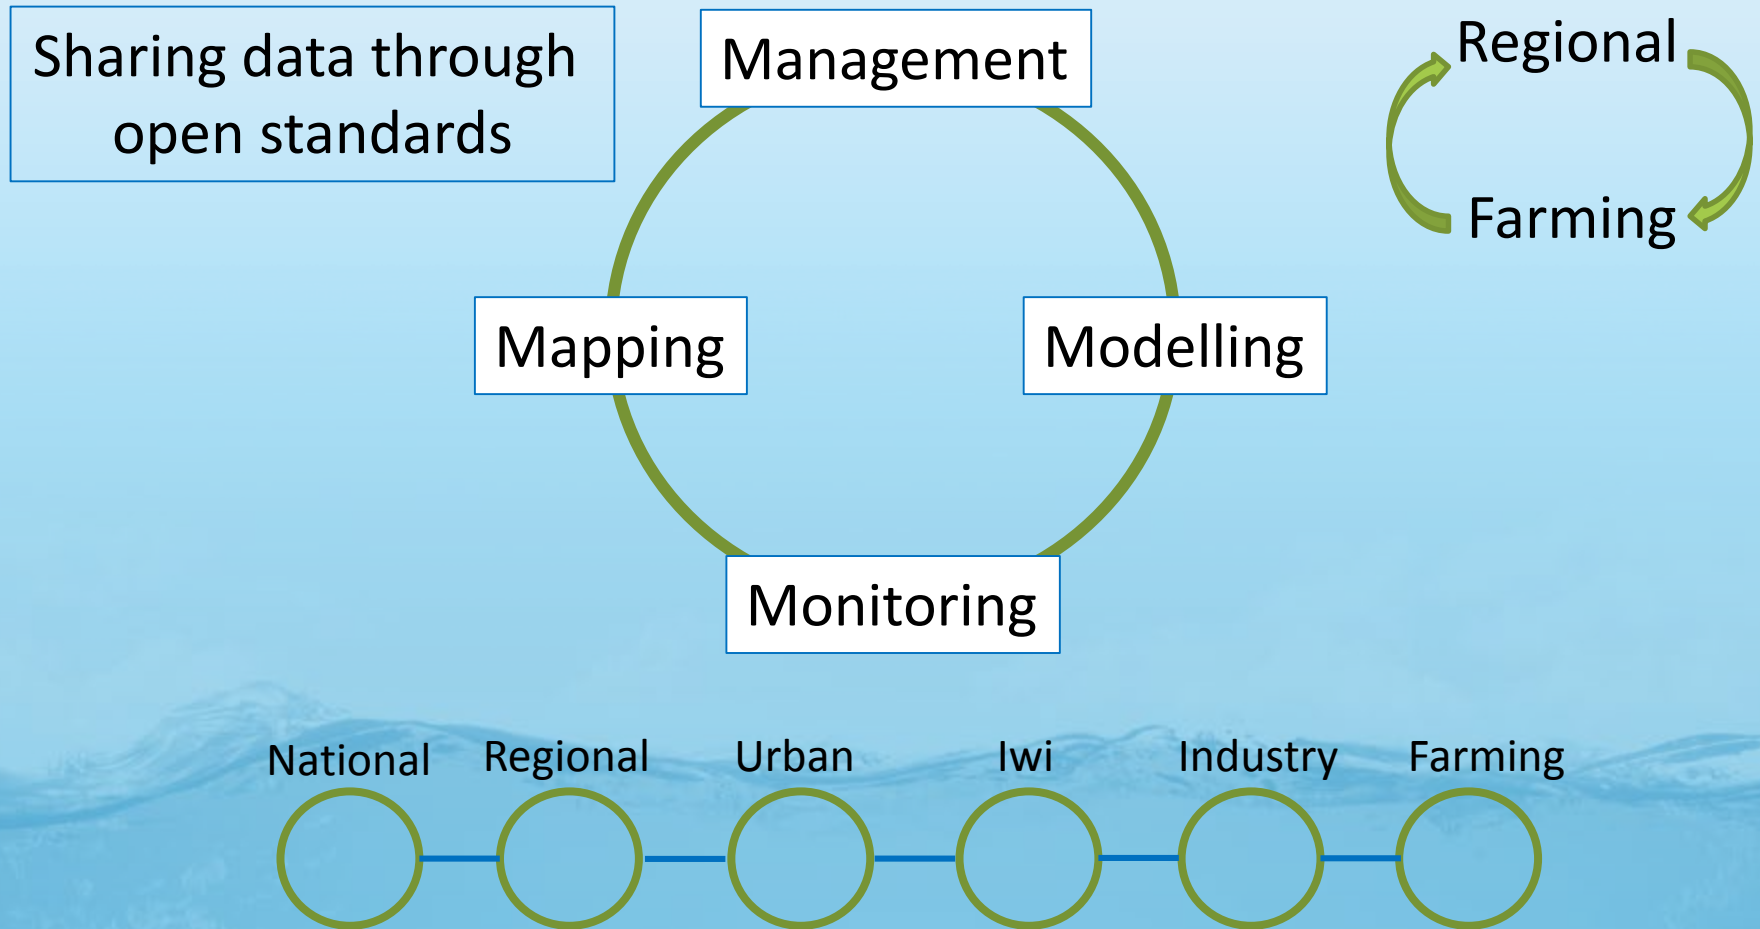 Sharing data through
open standards
Management
Regional
Farming
Mapping
Modelling
Monitoring
National
Regional
Urban
Iwi
Industry
Farming